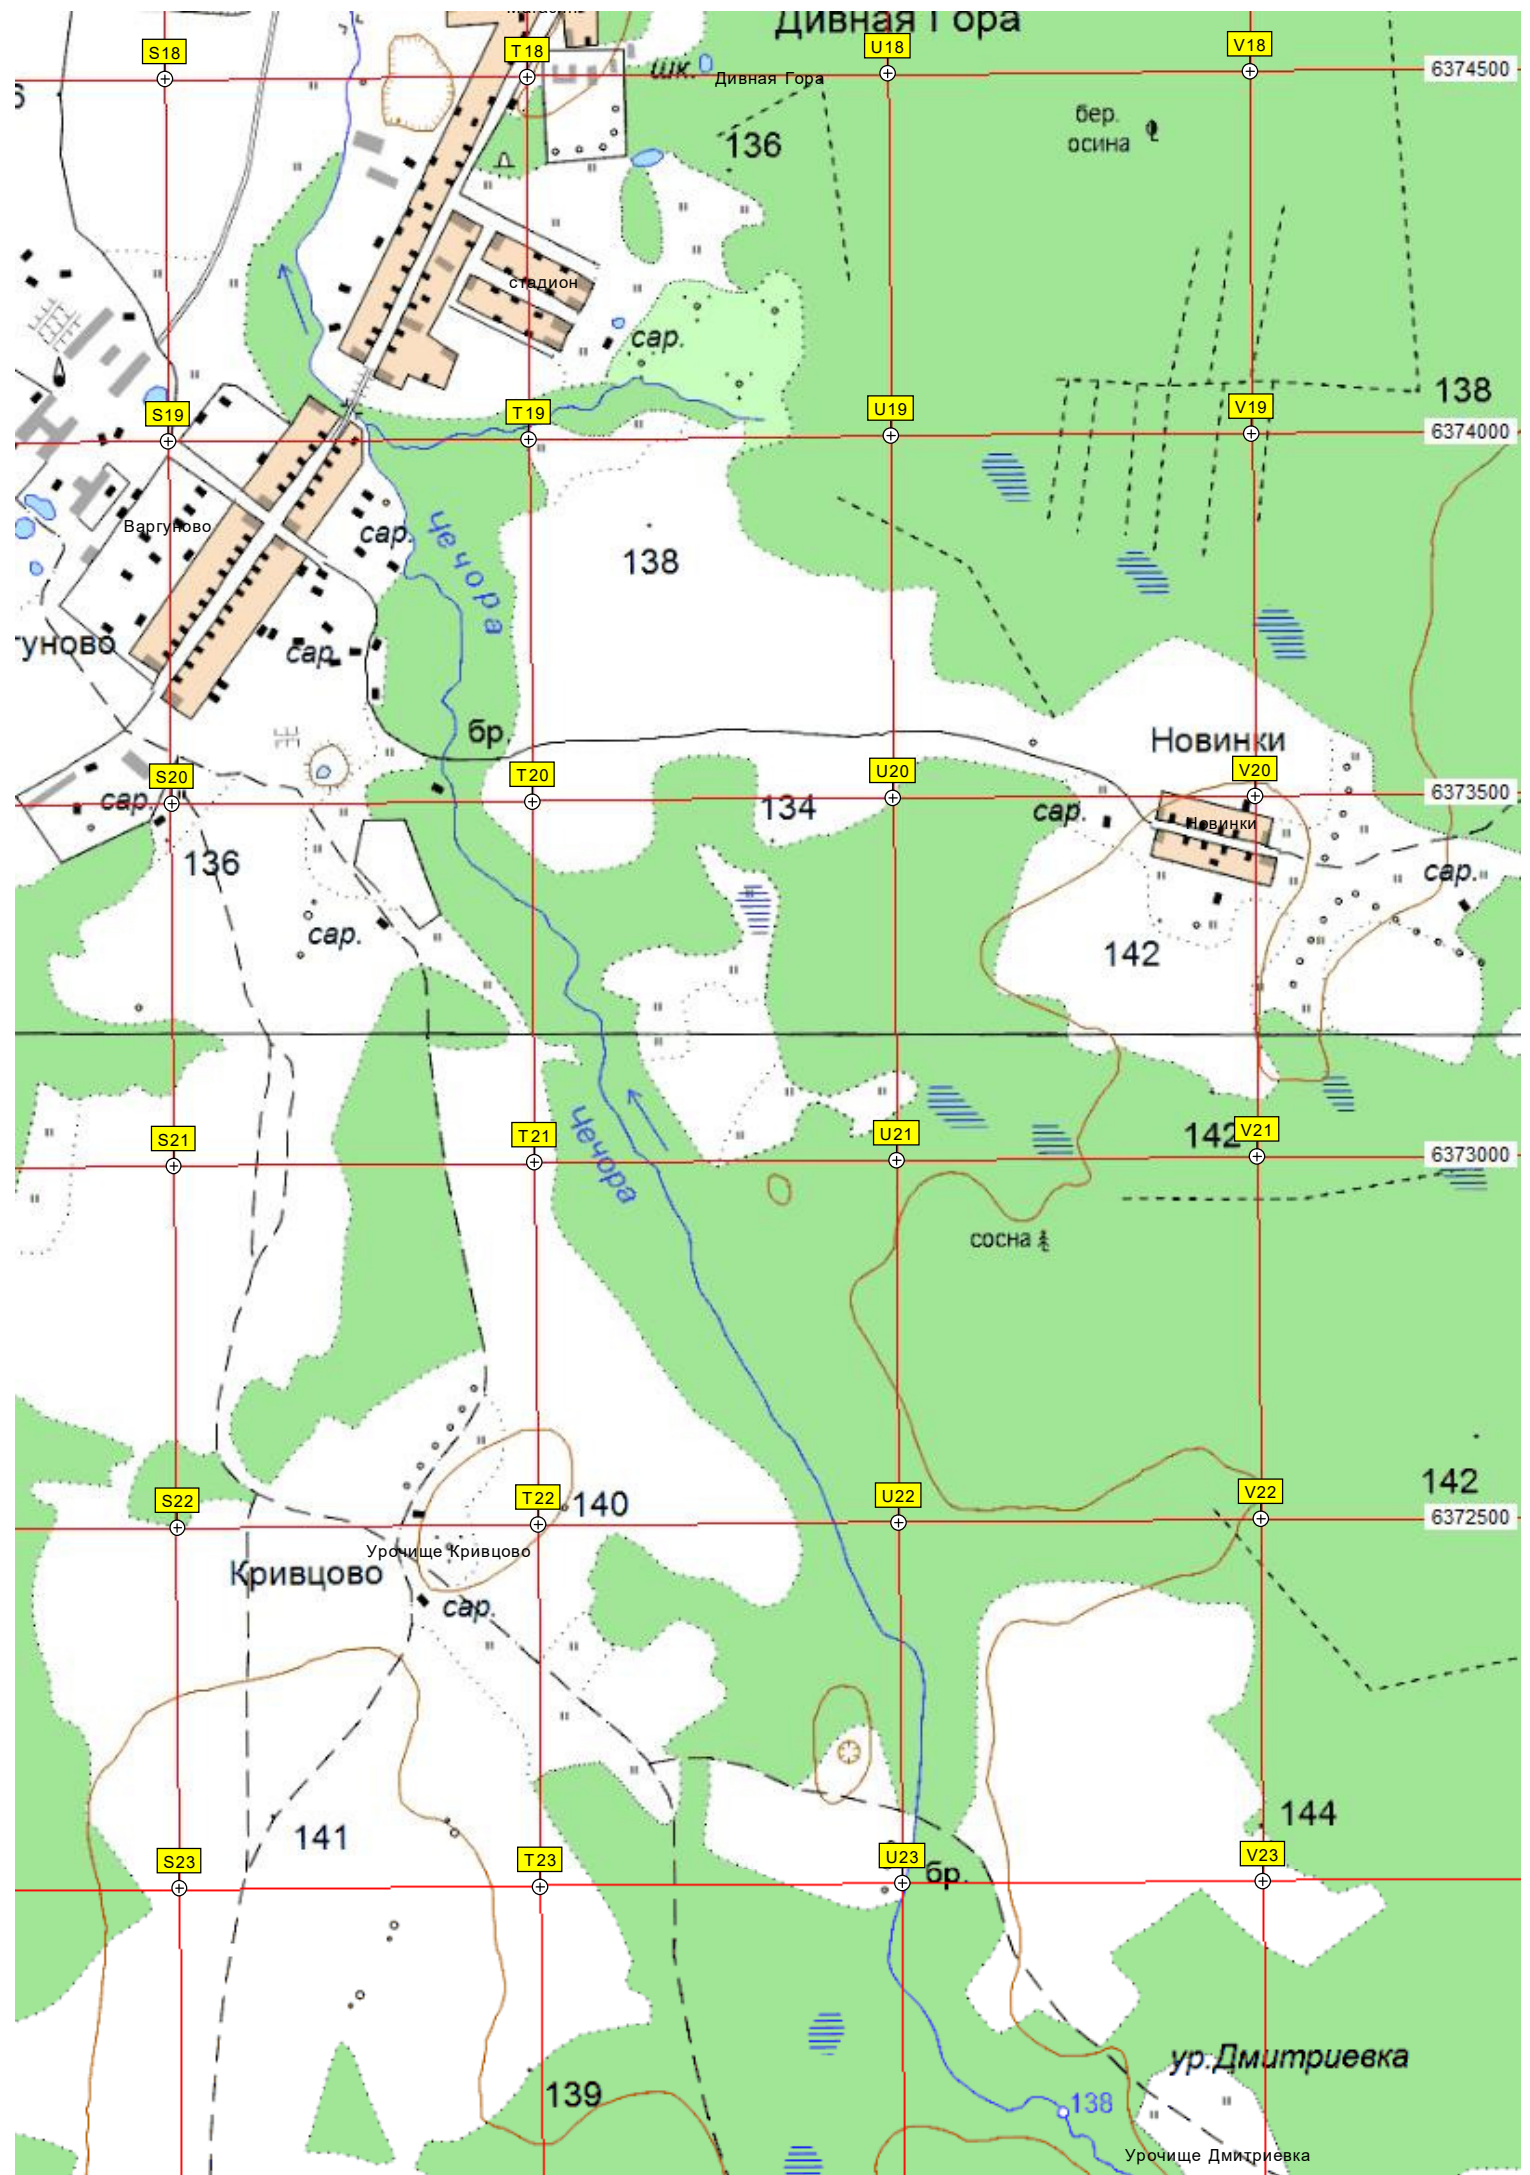 Дивная Гора
S18
T18
U18
V18
6374500
шк.
Дивная Гора
136
бер.
осина
стадион
сар.
138
S19
T19
U19
V19
6374000
Варгуново
сар.
Чечора
138
гуново
сар.
бр.
Новинки
S20
T20
U20
V20
6373500
сар.
134
сар.
Новинки
136
сар.
сар.
142
S21
T21
U21
142
V21
6373000
Чечора
сосна
142
S22
T22
140
U22
V22
6372500
Урочище Кривцово
Кривцово
сар.
141
144
S23
T23
U23
бр.
V23
ур.Дмитриевка
139
138
Урочище Дмитриевка